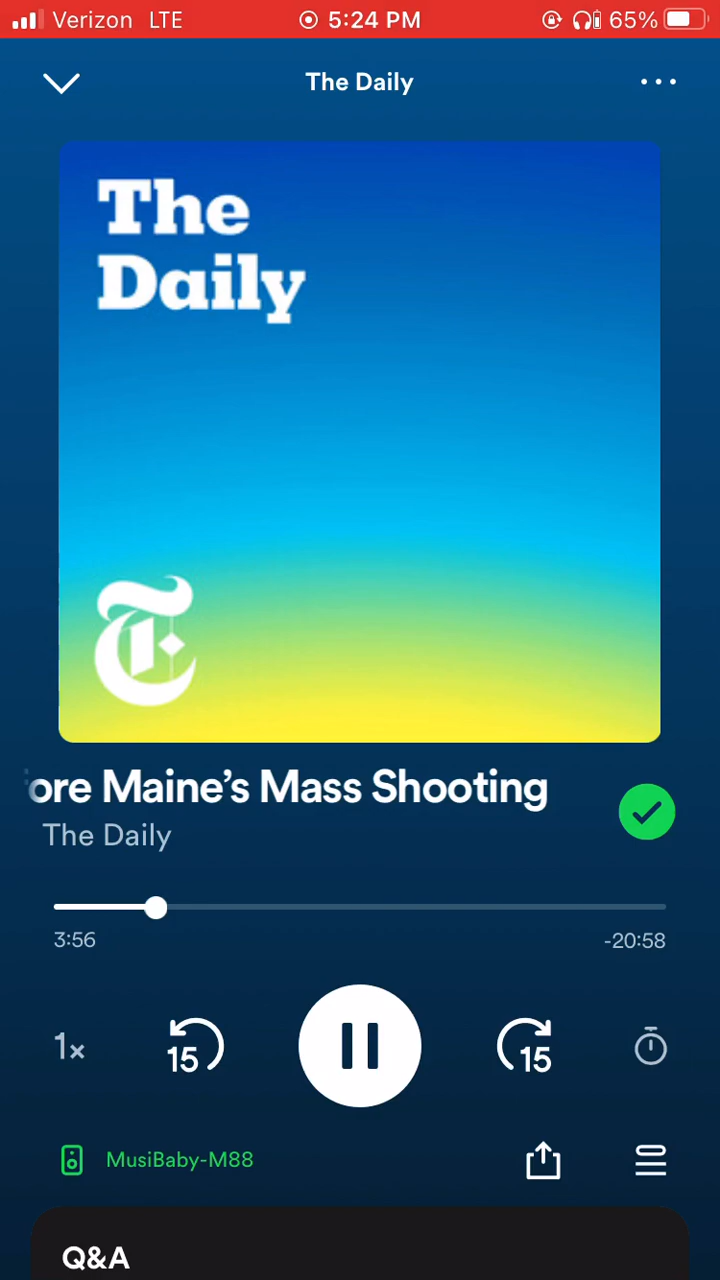 Verizon LTE 5:24 PM 65%
The Daily
The
Daily
T
ore Maine's Mass Shooting
The Daily
3:56 -20:58
1x 15 15
MusiBaby-M88
Q&A